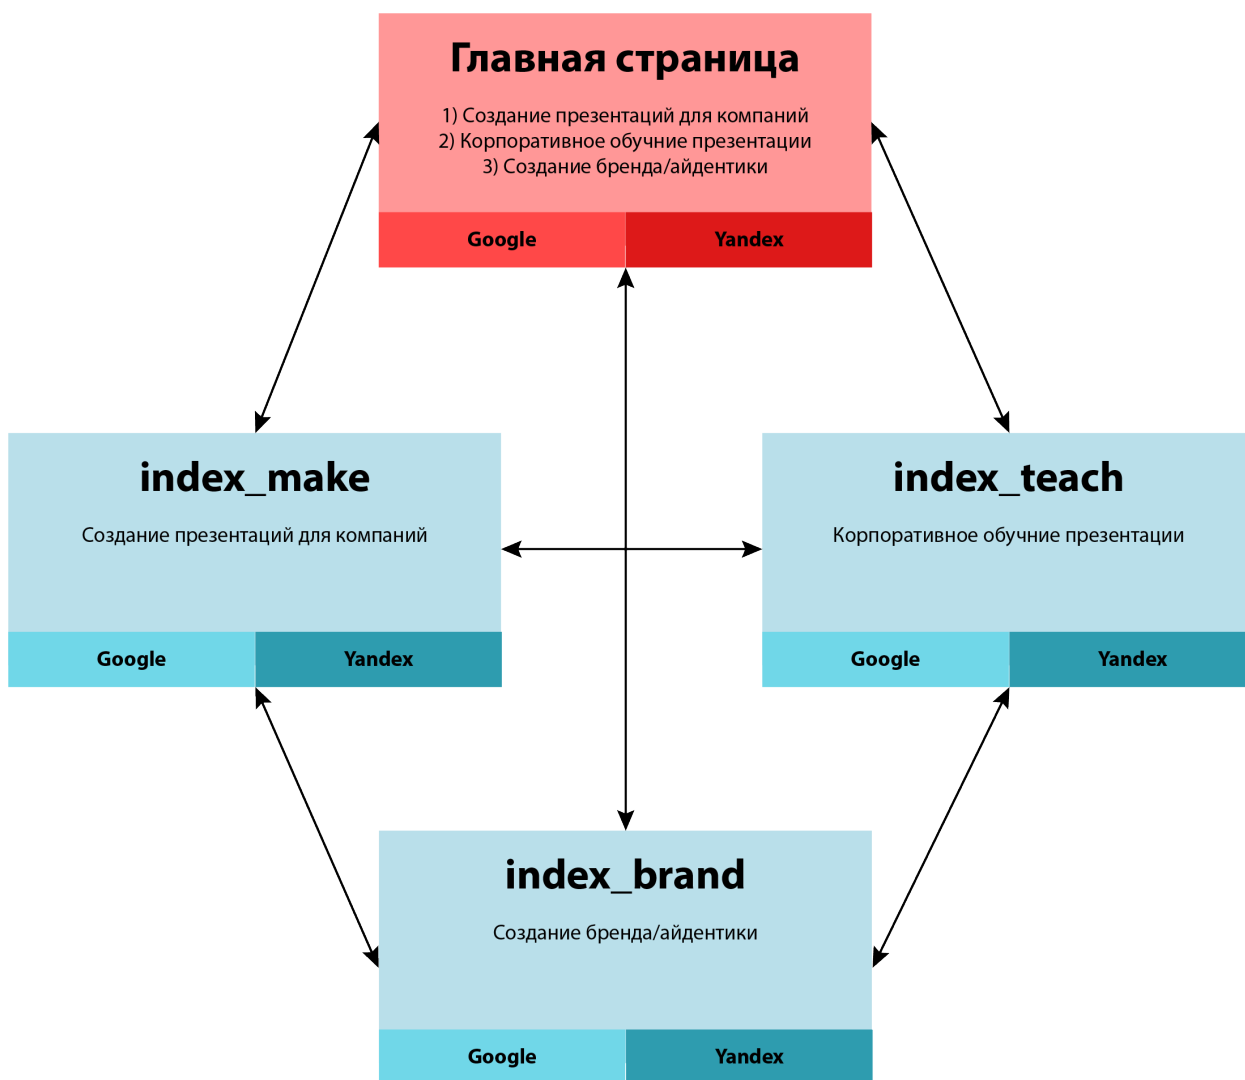 Главная страница
1) Создание презентаций для компаний
2) Корпоративное обучние презентации
3) Создание бренда/айдентики
Google
Yandex
index_make
Создание презентаций для компаний
Google
Yandex
index_teach
Корпоративное обучние презентации
Google
Yandex
index_brand
Создание бренда/айдентики
Google
Yandex